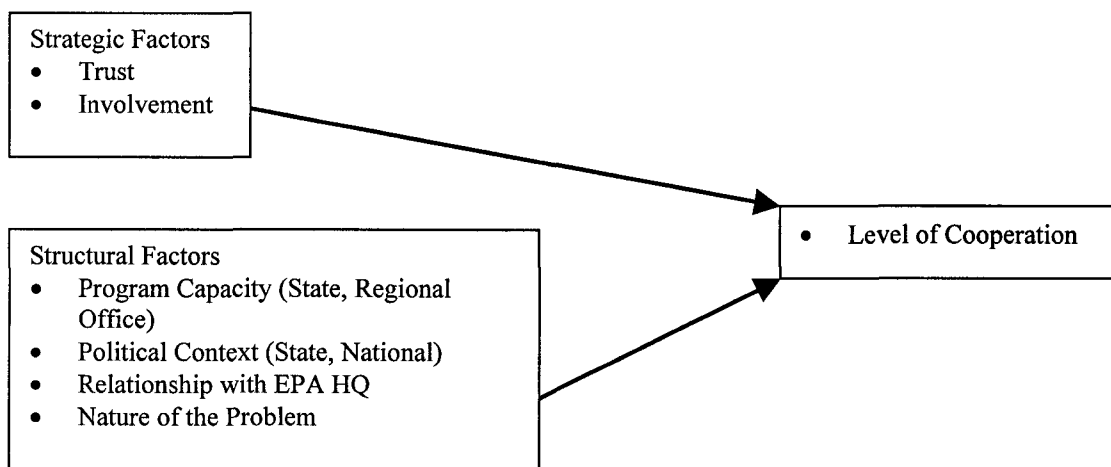 Strategic Factors
• Trust
• Involvement
Structural Factors
• Program Capacity (State, Regional
Office)
• Political Context (State, National)
• Relationship with EPA HQ
• Nature of the Problem
• Level of Cooperation